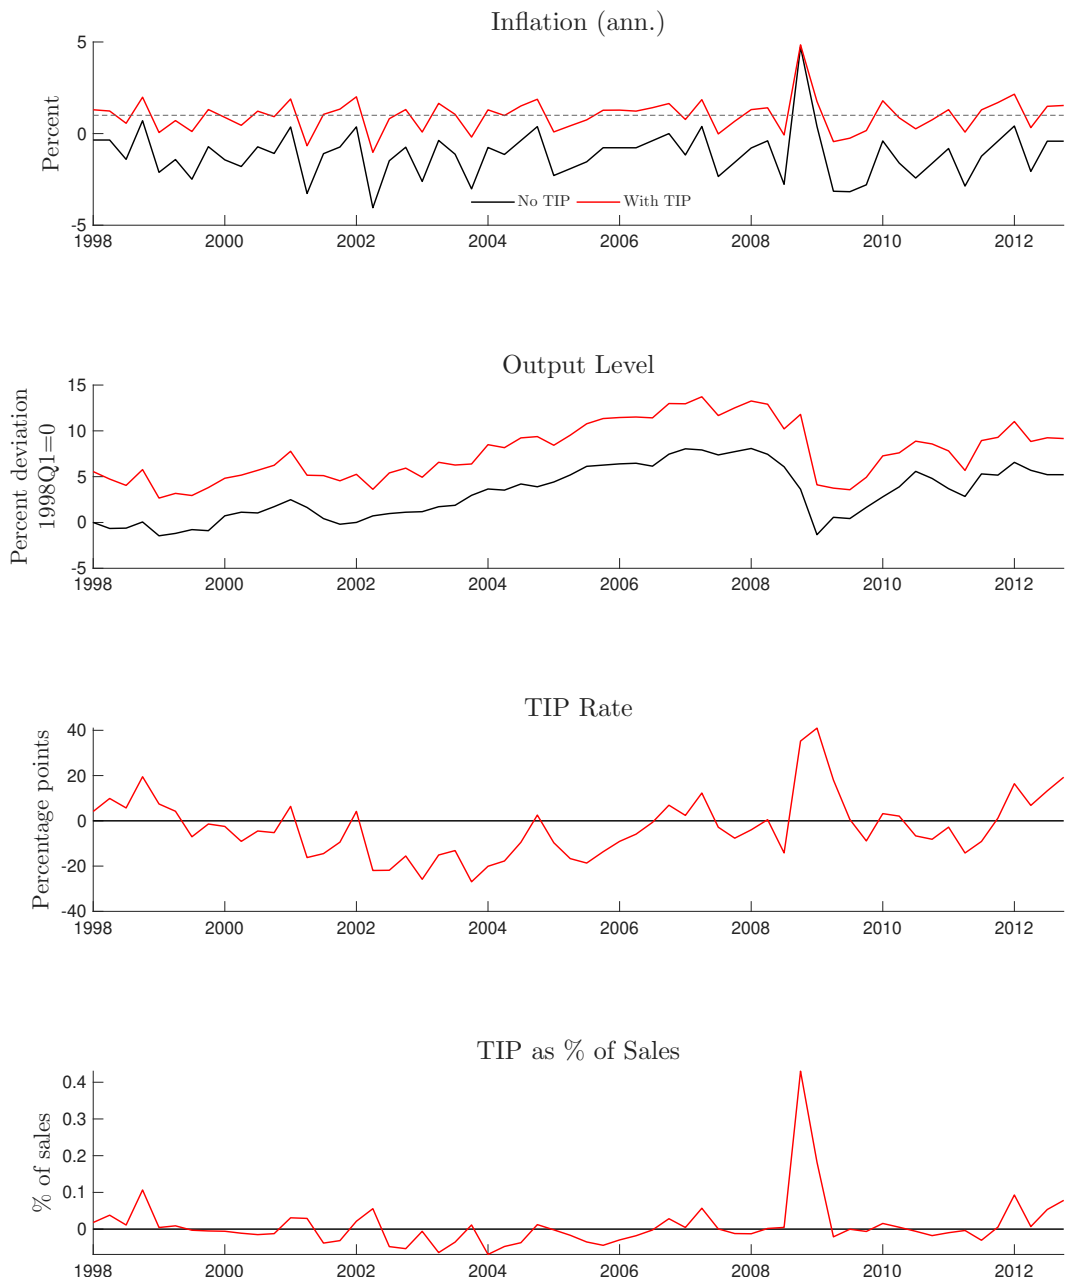 Inflation (ann.)
Percent
5
0
-5
No TIP
With TIP
1998 2000 2002 2004 2006 2008 2010 2012
Output Level
Percent deviation
1998Q1=0
15
10
5
0
-5
1998 2000 2002 2004 2006 2008 2010 2012
TIP Rate
Percentage points
40
20
0
-20
-40
1998 2000 2002 2004 2006 2008 2010 2012
TIP as % of Sales
% of sales
0.4
0.3
0.2
0.1
0
1998 2000 2002 2004 2006 2008 2010 2012